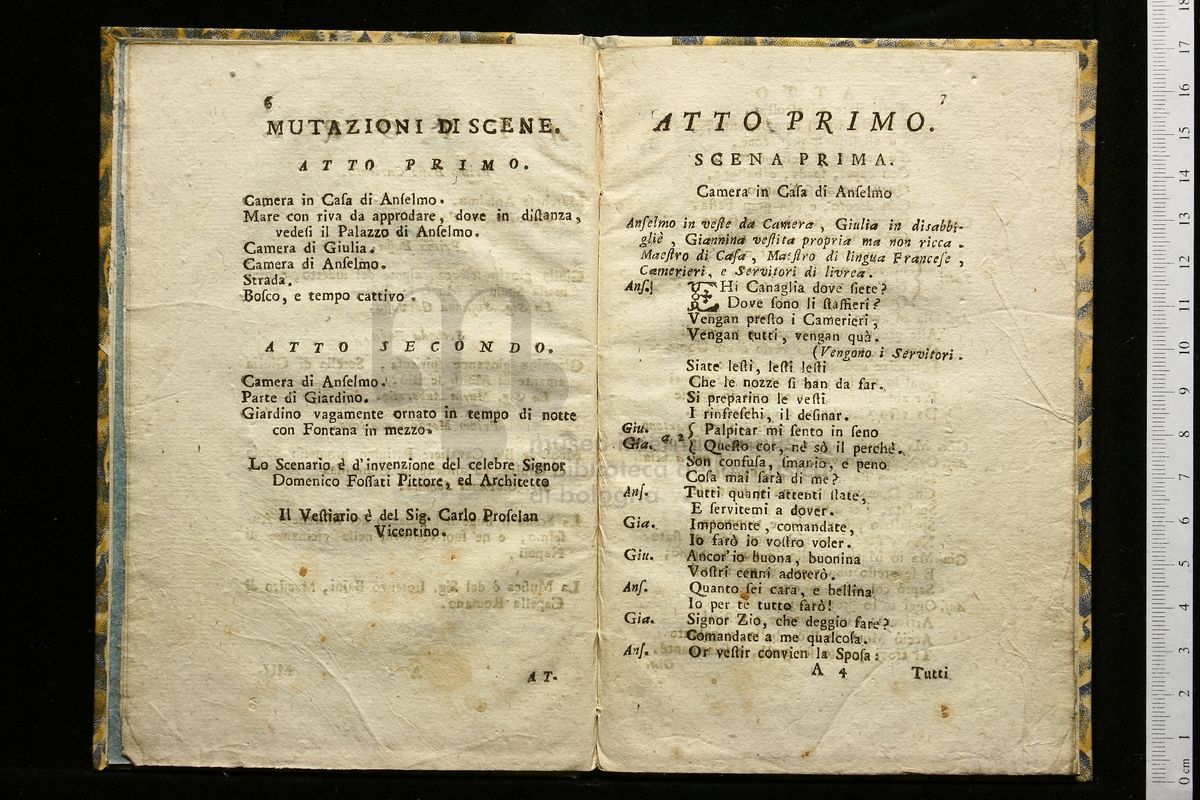 6
MUTAZIONI DI SCENE.
ATTO PRIMO.
Camera in Caſa di Anſelmo.
Mare con riva da approdare, dove in diſtanza,
vedeſi il Palazzo di Anſelmo.
Camera di Giulia.
Camera di Anſelmo.
Strada.
Boſco, e tempo cattivo.
ATTO SECONDO.
Camera di Anſelmo.
Parte di Giardino.
Giardino vagamente ornato in tempo di notte
con Fontana in mezzo.
Lo Scenario è d'invenzione del celebre Signor
Domenico Foſſati Pittore, ed Architetto
Il Veſtiario è del Sig. Carlo Proſelan
Vicentino.
AT-
7
ATTO PRIMO.
SCENA PRIMA.
Camera in Caſa di Anſelmo
Anſelmo in veſte da Camera, Giulia in disabbi-
gliè, Giannina veſtita propria ma non ricca.
Maeſtro di Caſa, Maeſtro di lingua Franceſe,
Camerieri, e Servitori di livrea.
Anſ. EHi Canaglia dove ſiete?
Dove ſono li ſtaffieri?
Vengan preſto i Camerieri,
Vengan tutti, vengan quà.
(Vengono i Servitori.
Siate leſti, leſti leſti
Che le nozze ſi han da far.
Si preparino le veſti
I rinfreſchi, il deſinar.
Giu. { Palpitar mi ſento in ſeno
Gia. a 2 { Queſto cor, nè sò il perchè.
Son confuſa, ſmanio, e peno
Coſa mai ſarà di me?
Anſ. Tutti quanti attenti ſtate,
E ſervitemi a dover.
Gia. Imponente, comandate,
Io farò io voſtro voler.
Giu. Ancor'io buona, buonina
Voſtri cenni adorerò.
Anſ. Quanto ſei cara, e bellina
Io per te tutto farò!
Gia. Signor Zio, che deggio fare?
Comandate a me qualcoſa.
Anſ. Or veſtir convien la Spoſa:
A 4 Tutti